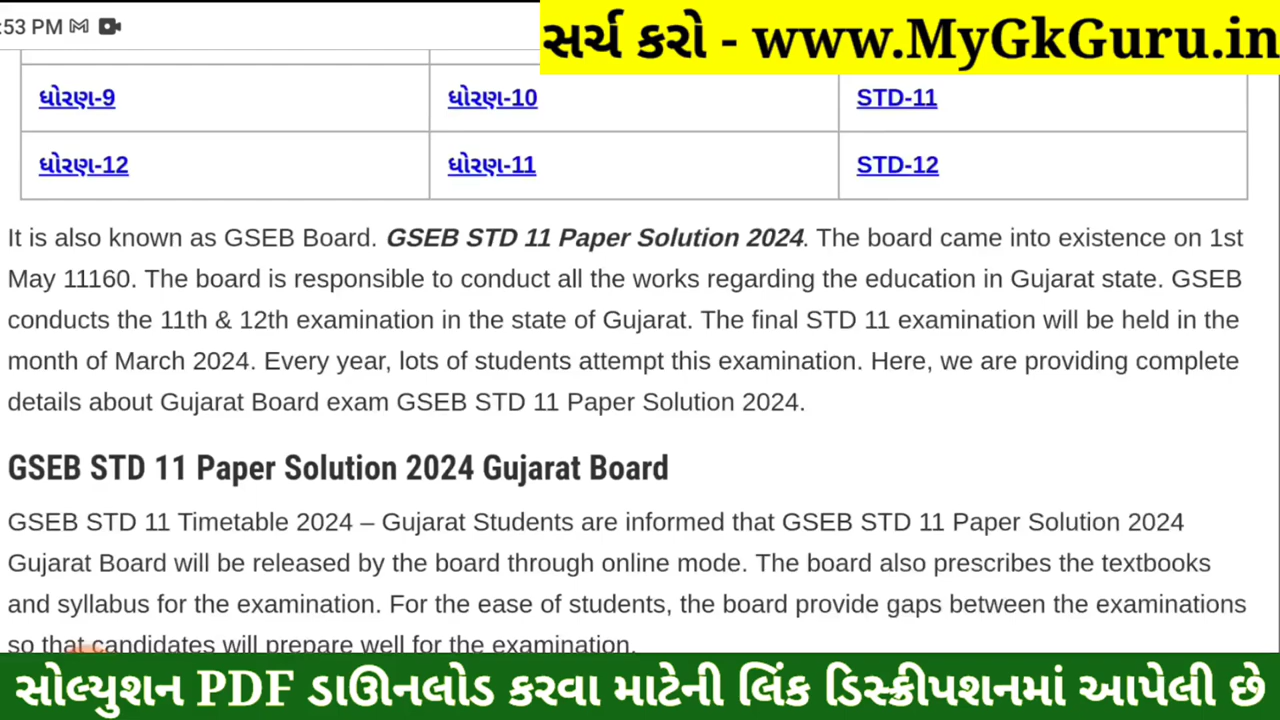 :53 PM
સર્ચ કરો - www.MyGkGuru.in
ધોરણ-9 ધોરણ-10 STD-11
ધોરણ-12 ધોરણ-11 STD-12
It is also known as GSEB Board. GSEB STD 11 Paper Solution 2024. The board came into existence on 1st
May 11160. The board is responsible to conduct all the works regarding the education in Gujarat state. GSEB
conducts the 11th & 12th examination in the state of Gujarat. The final STD 11 examination will be held in the
month of March 2024. Every year, lots of students attempt this examination. Here, we are providing complete
details about Gujarat Board exam GSEB STD 11 Paper Solution 2024.
GSEB STD 11 Paper Solution 2024 Gujarat Board
GSEB STD 11 Timetable 2024 – Gujarat Students are informed that GSEB STD 11 Paper Solution 2024
Gujarat Board will be released by the board through online mode. The board also prescribes the textbooks
and syllabus for the examination. For the ease of students, the board provide gaps between the examinations
so that candidates will prepare well for the examination.
સોલ્યુશન PDF ડાઊનલોડ કરવા માટેની લિંક ડિસ્ક્રીપશનમાં આપેલી છે